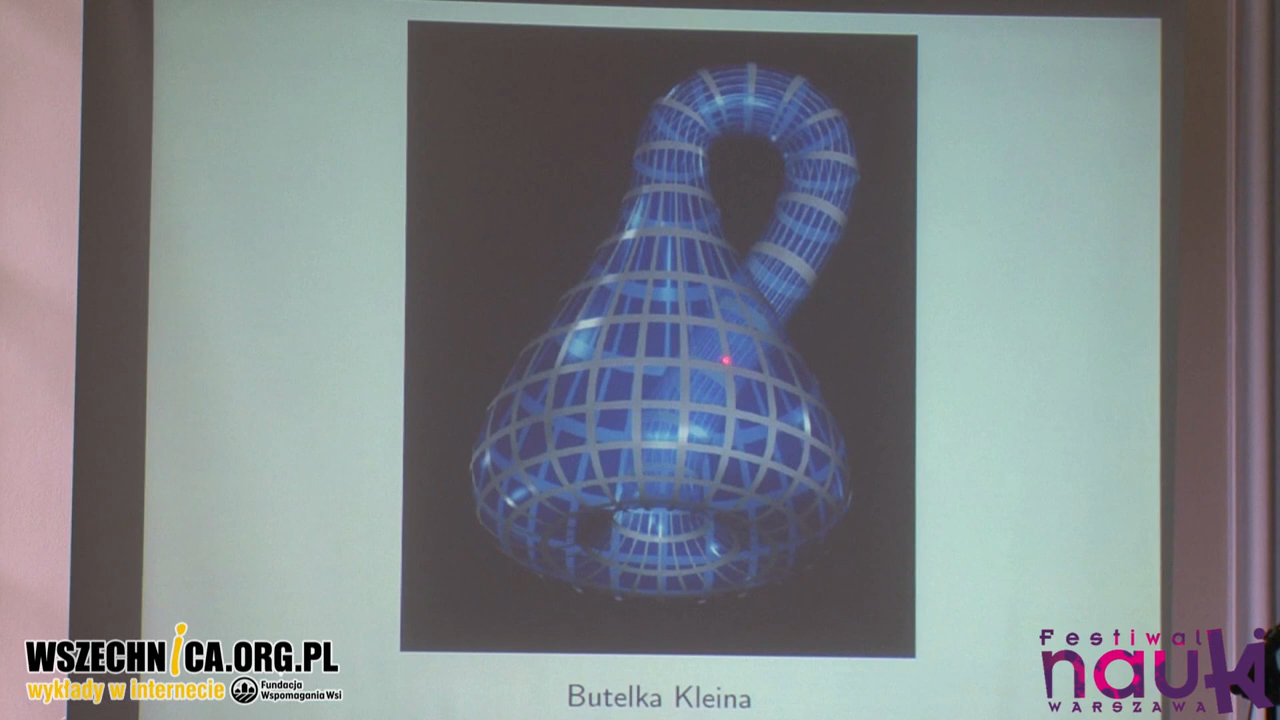 Butelka Kleina
WSZECHNICA.ORG.PL
wykłady w internecie
Fundacja
Wspomagania Wsi
Festiwal
nauki
WARSZAWA